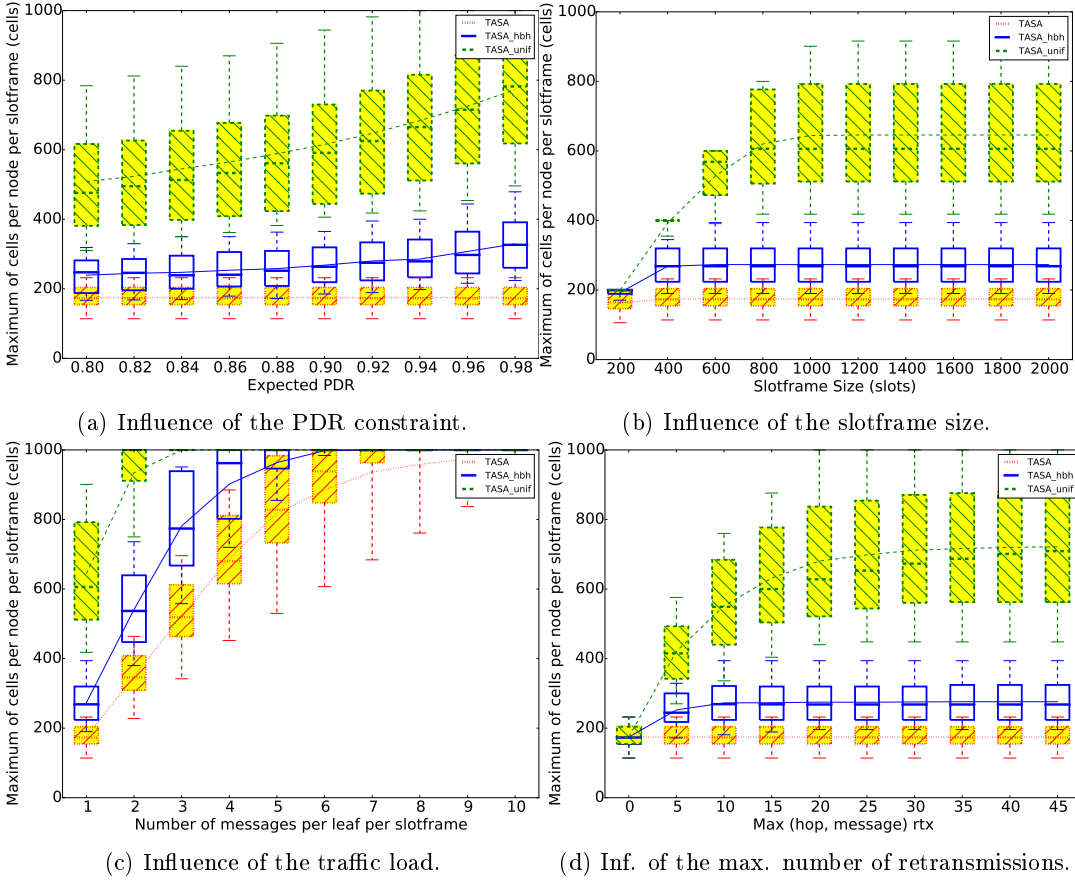 Maximum of cells per node per slotframe (cells)
1000
800
600
400
200
0
TASA
TASA_hbh
TASA_unif
0.80 0.82 0.84 0.86 0.88 0.90 0.92 0.94 0.96 0.98
Expected PDR
(a) Influence of the PDR constraint.
Maximum of cells per node per slotframe (cells)
1000
800
600
400
200
0
TASA
TASA_hbh
TASA_unif
200 400 600 800 1000 1200 1400 1600 1800 2000
Slotframe Size (slots)
(b) Influence of the slotframe size.
Maximum of cells per node per slotframe (cells)
1000
800
600
400
200
0
TASA
TASA_hbh
TASA_unif
1 2 3 4 5 6 7 8 9 10
Number of messages per leaf per slotframe
(c) Influence of the traffic load.
Maximum of cells per node per slotframe (cells)
1000
800
600
400
200
0
TASA
TASA_hbh
TASA_unif
0 5 10 15 20 25 30 35 40 45
Max (hop, message) rtx
(d) Inf. of the max. number of retransmissions.